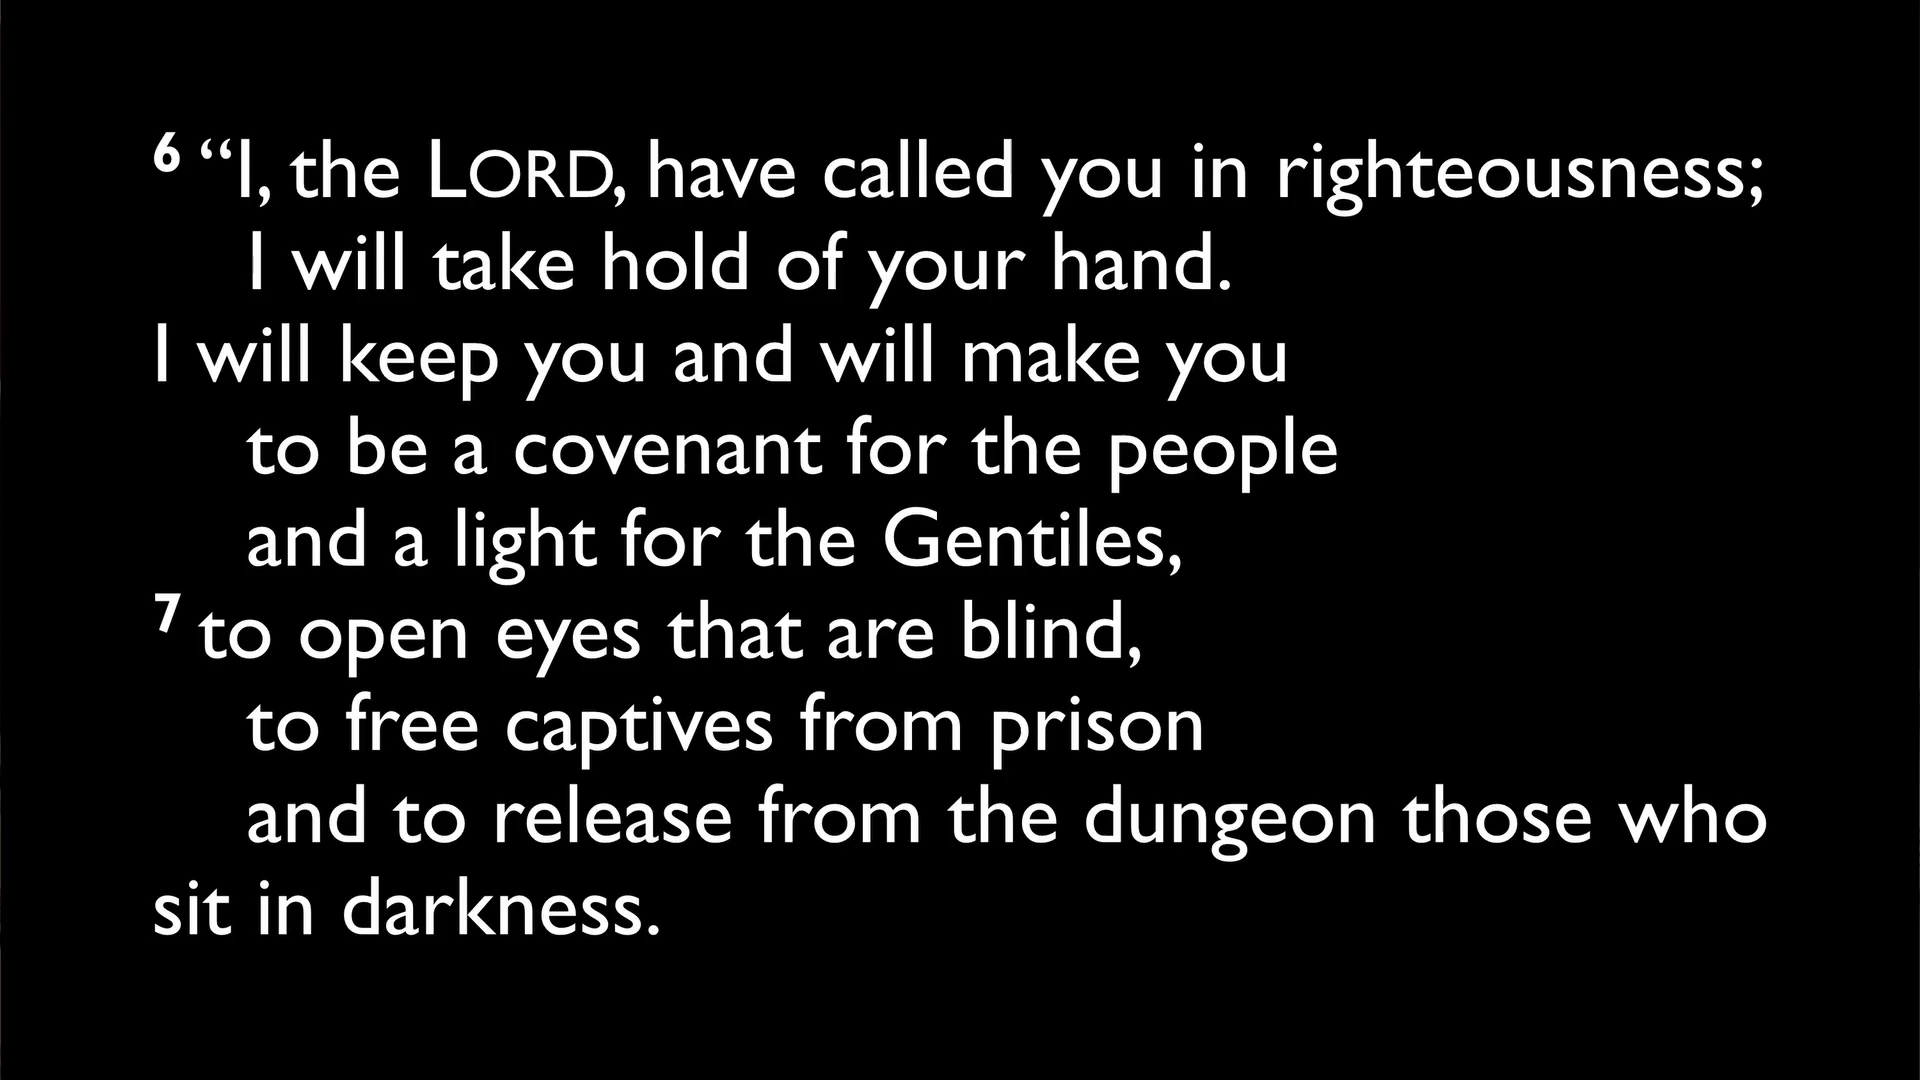 6 “I, the LORD, have called you in righteousness;
I will take hold of your hand.
I will keep you and will make you
to be a covenant for the people
and a light for the Gentiles,
7 to open eyes that are blind,
to free captives from prison
and to release from the dungeon those who
sit in darkness.